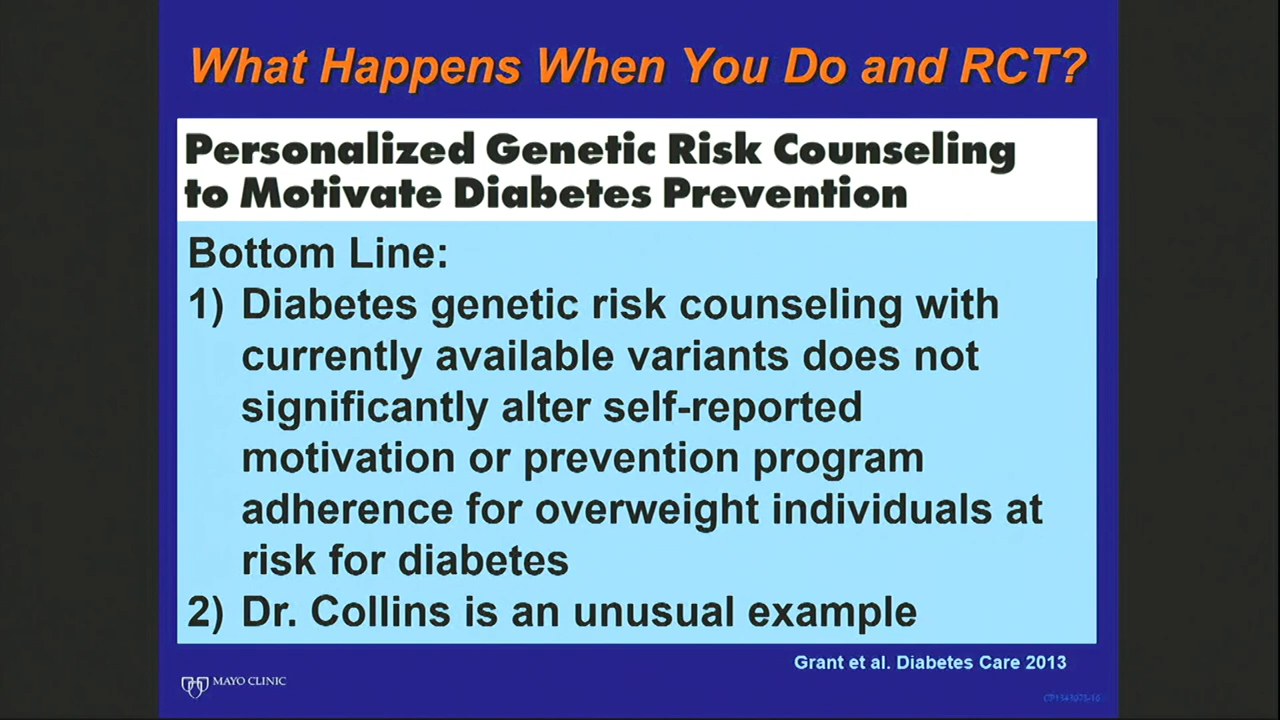 What Happens When You Do and RCT?
Personalized Genetic Risk Counseling
to Motivate Diabetes Prevention
Bottom Line:
1) Diabetes genetic risk counseling with
currently available variants does not
significantly alter self-reported
motivation or prevention program
adherence for overweight individuals at
risk for diabetes
2) Dr. Collins is an unusual example
Grant et al. Diabetes Care 2013
MAYO CLINIC